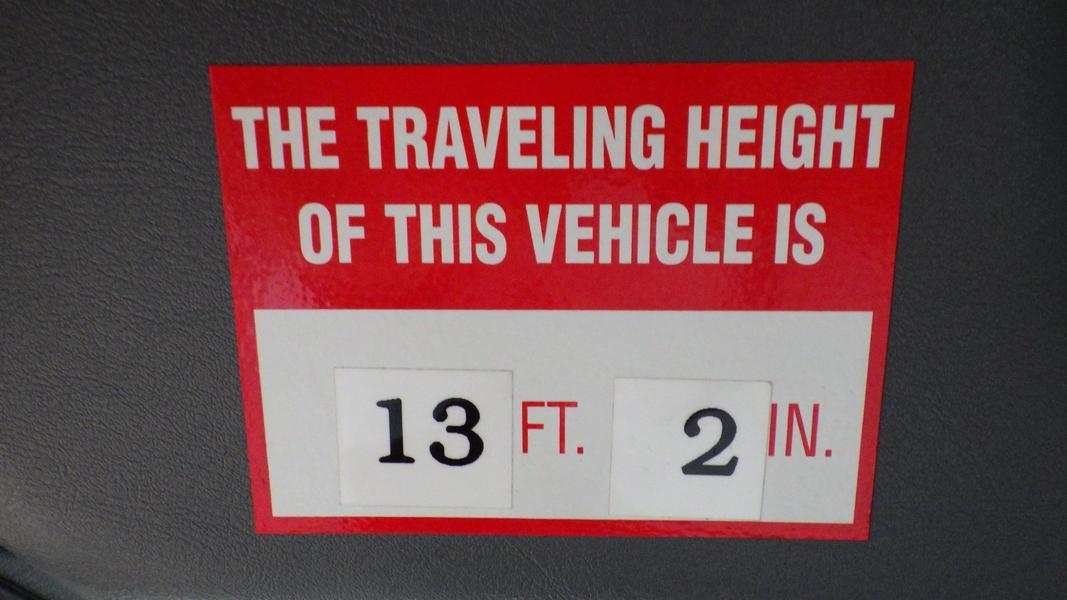 THE TRAVELING HEIGHT
OF THIS VEHICLE IS
13 FT. 2 IN.